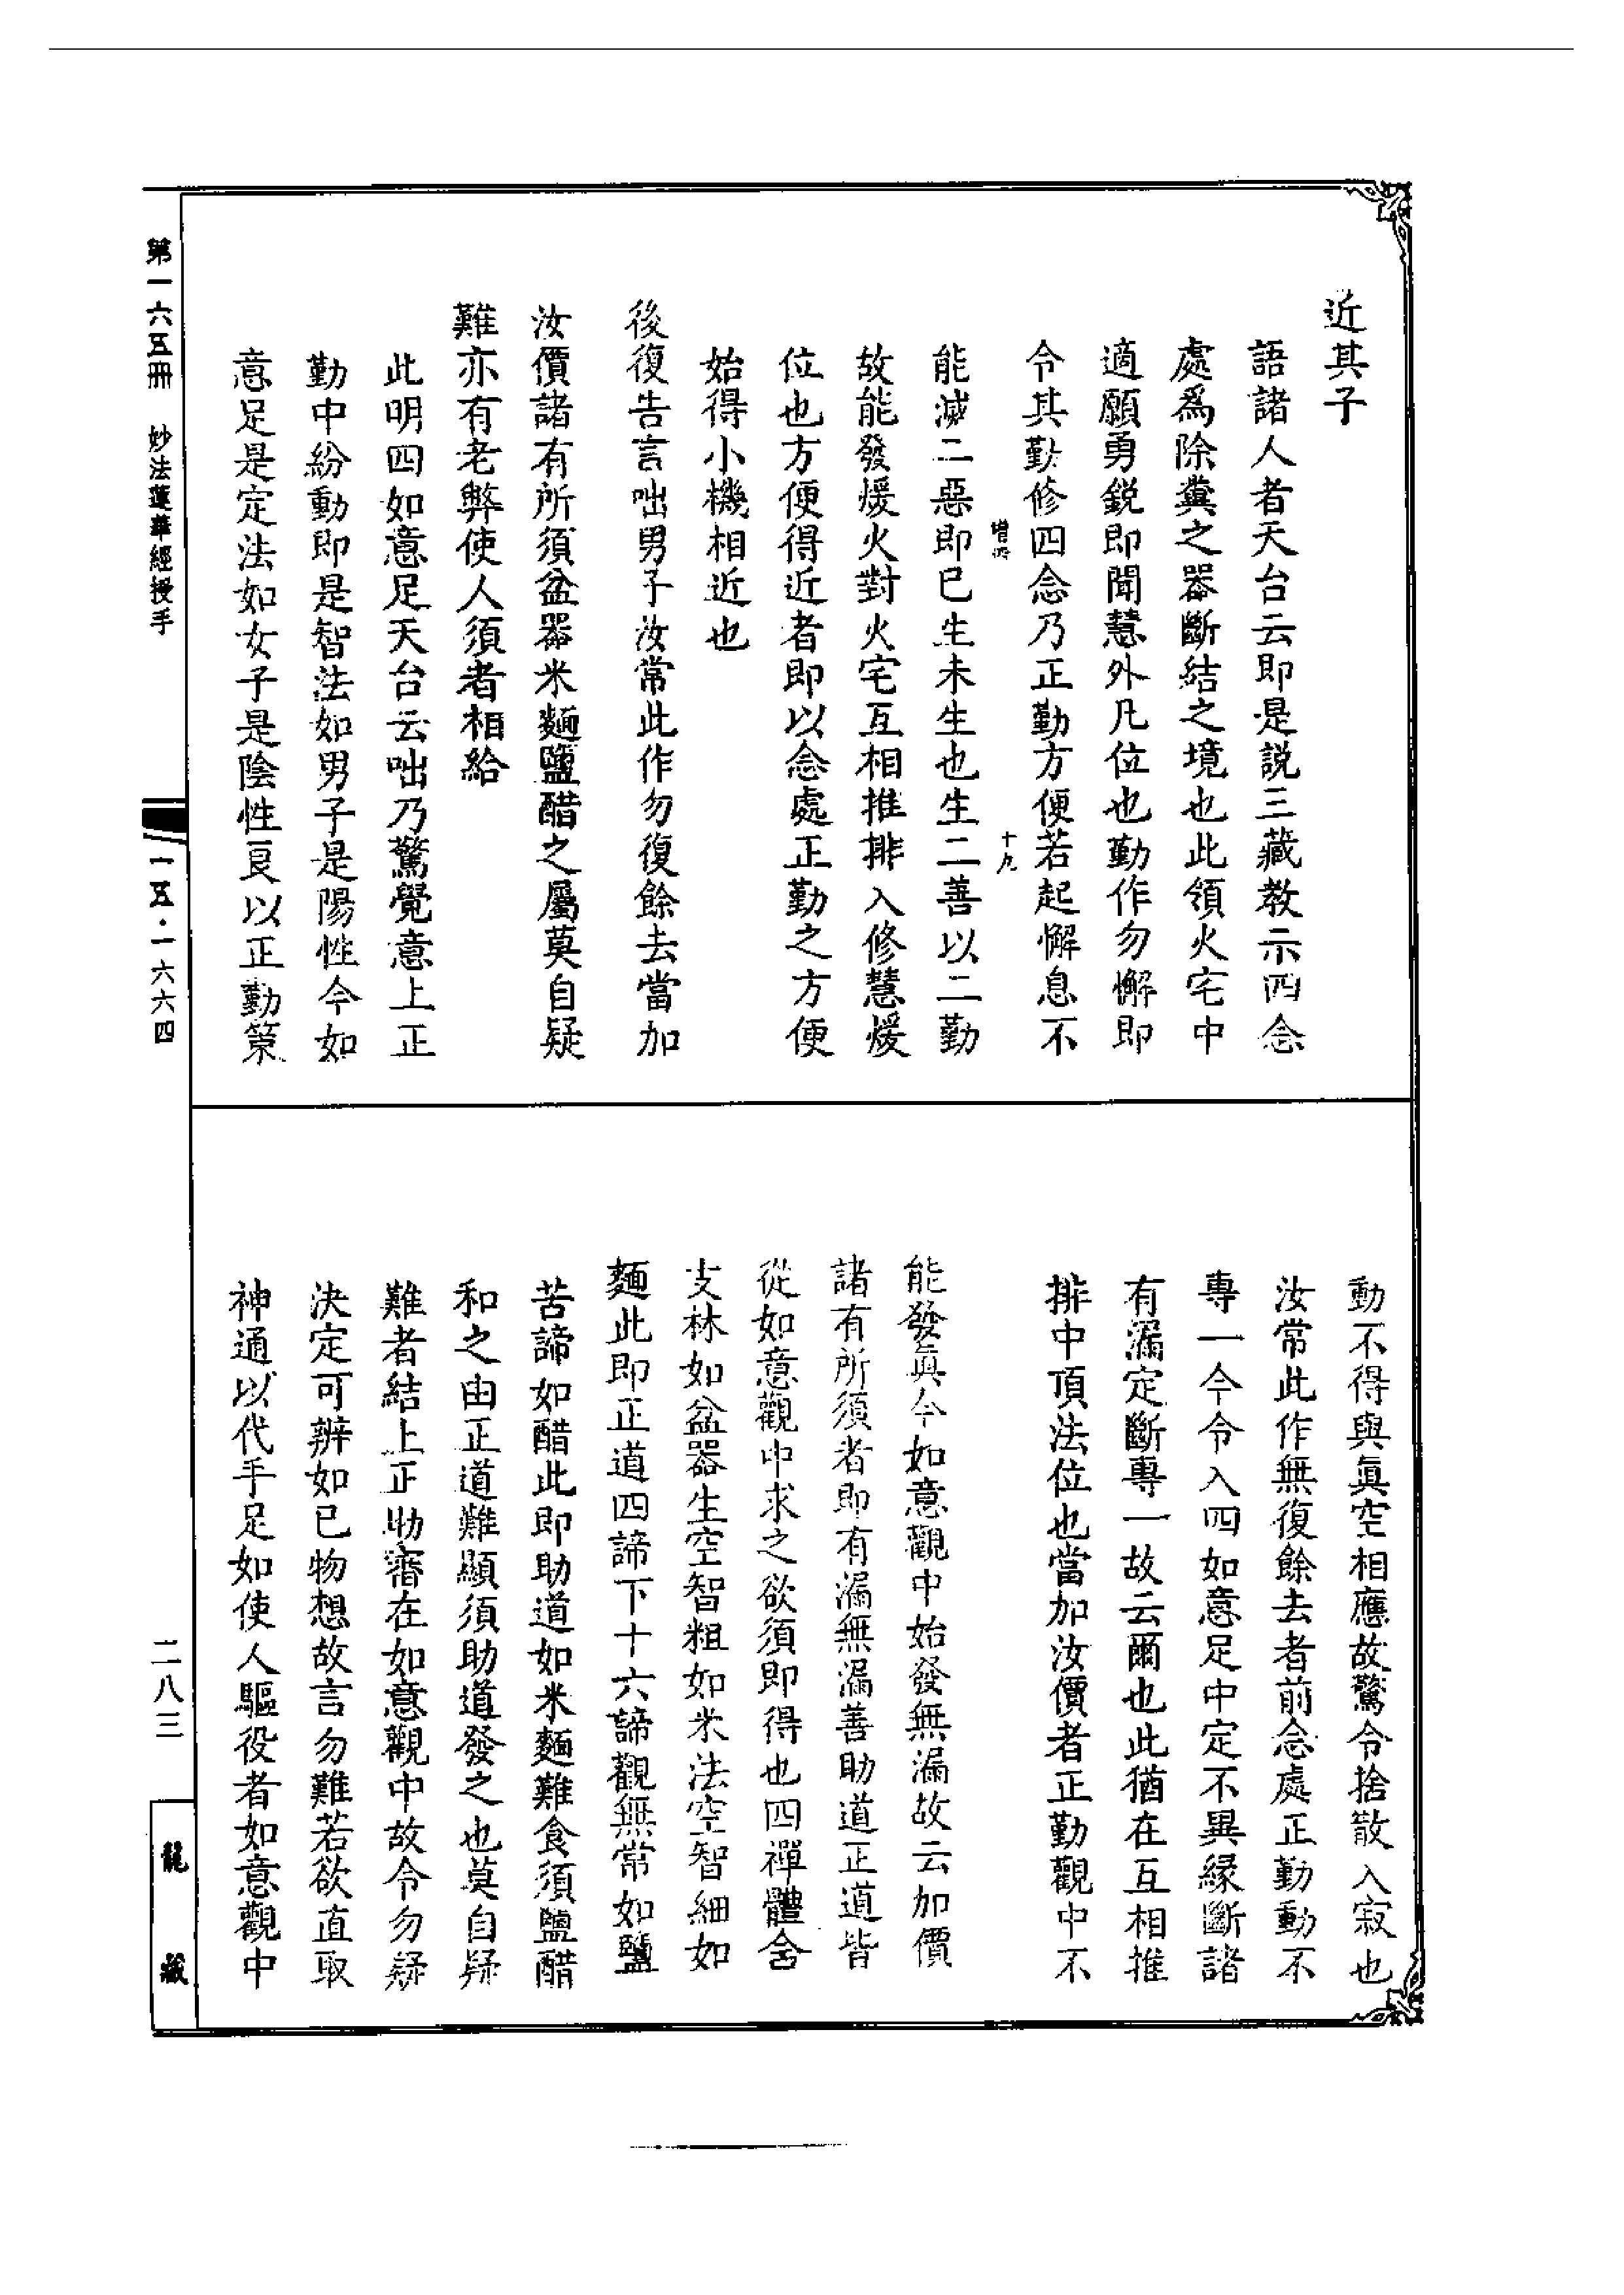 近其子
語諸人者天台云即是説三藏教示四念
處爲除糞之器斷結之境也此領火宅中
適願勇鋭即聞慧外凡位也勤作勿懈即
令其勤修四念乃正勤方便若起懈息不
十九
能滅二惡即已生未生也生二善以二勤
故能發煖火對火宅互相推排入修慧煖
位也方便得近者即以念處正勤之方便
始得小機相近也
後復告言咄男子汝常此作勿復餘去當加
汝價諸有所須盆器米麵鹽醋之屬莫自疑
難亦有老弊使人須者相給
此明四如意足天台云咄乃驚覺意上正
勤中紛動即是智法如男子是陽性今如
意足是定法如女子是陰性良以正勤策
動不得與眞空相應故驚令捨散入寂也
汝常此作無復餘去者前念處正勤動不
專一今令入四如意足中定不異緣斷諸
有漏定斷專一故云爾也此猶在互相推
排中頂法位也當加汝價者正勤觀中不
能發眞今如意觀中始發無漏故云加價
諸有所須者即有漏無漏善助道正道皆
從如意觀中求之欲須即得也四禪體舍
支林如盆器生空智粗如米法空智細如
麵此即正道四諦下十六諦觀無常如鹽
苦諦如醋此即助道如米麵難食須鹽醋
和之由正道難顯須助道發之也莫自疑
難者結上正助審在如意觀中故令勿疑
決定可辨如已物想故言勿難若欲直取
神通以代手足如使人驅役者如意觀中
第一六五冊 妙法蓮華經授手
一五·一六六四
二八三
龍藏